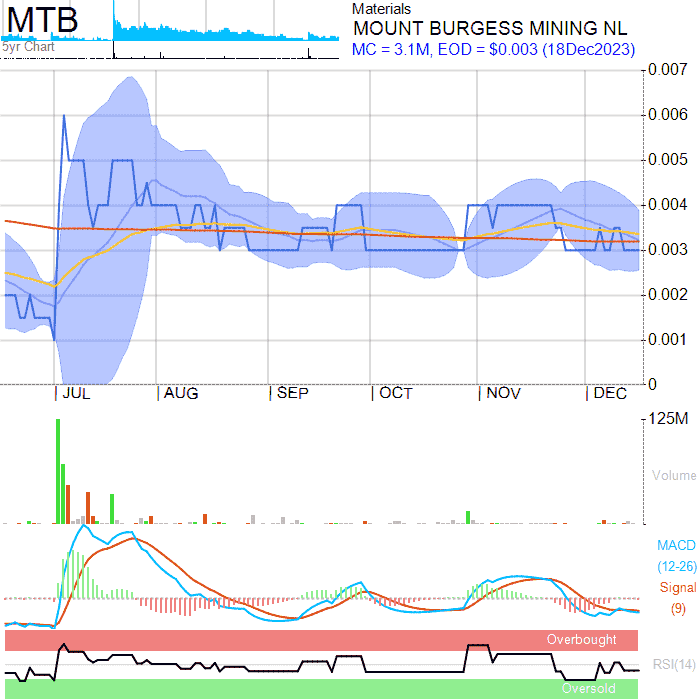 MTB
5yr Chart
Materials
MOUNT BURGESS MINING NL
MC = 3.1M, EOD = $0.003 (18Dec2023)
0.007
0.006
0.005
0.004
0.003
0.002
0.001
0
JUL AUG SEP OCT NOV DEC
125M
Volume
MACD
(12-26)
Signal
(9)
Overbought
RSI(14)
Oversold